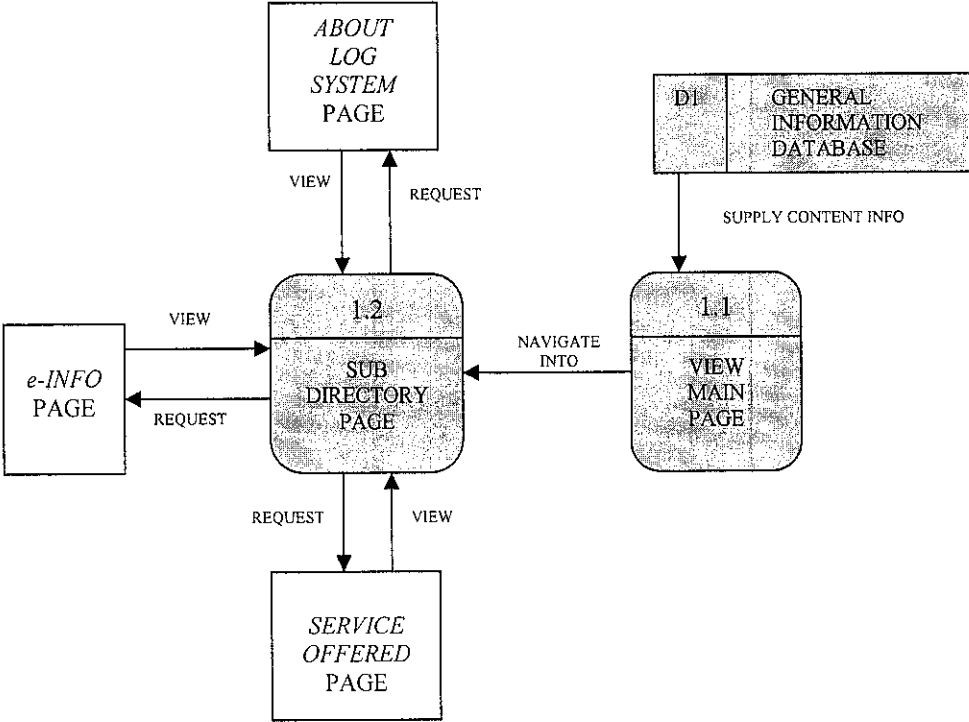 ABOUT
LOG
SYSTEM
PAGE
D1
GENERAL
INFORMATION
DATABASE
VIEW
REQUEST
SUPPLY CONTENT INFO
1.2
SUB
DIRECTORY
PAGE
1.1
VIEW
MAIN
PAGE
NAVIGATE
INTO
e-INFO
PAGE
VIEW
REQUEST
REQUEST
VIEW
SERVICE
OFFERED
PAGE